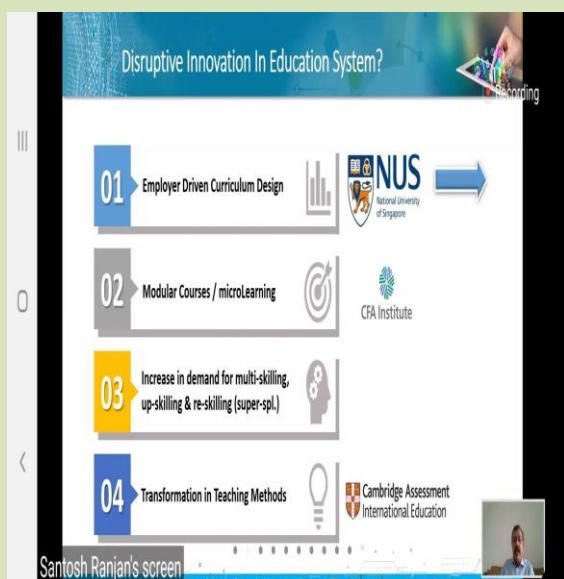 Disruptive Innovation In Education System?
Recording
01
Employer Driven Curriculum Design
NUS
National University
of Singapore
02
Modular Courses / microLearning
CFA Institute
03
Increase in demand for multi-skilling,
up-skilling & re-skilling (super-spl.)
04
Transformation in Teaching Methods
Cambridge Assessment
International Education
Santosh Ranjan's screen